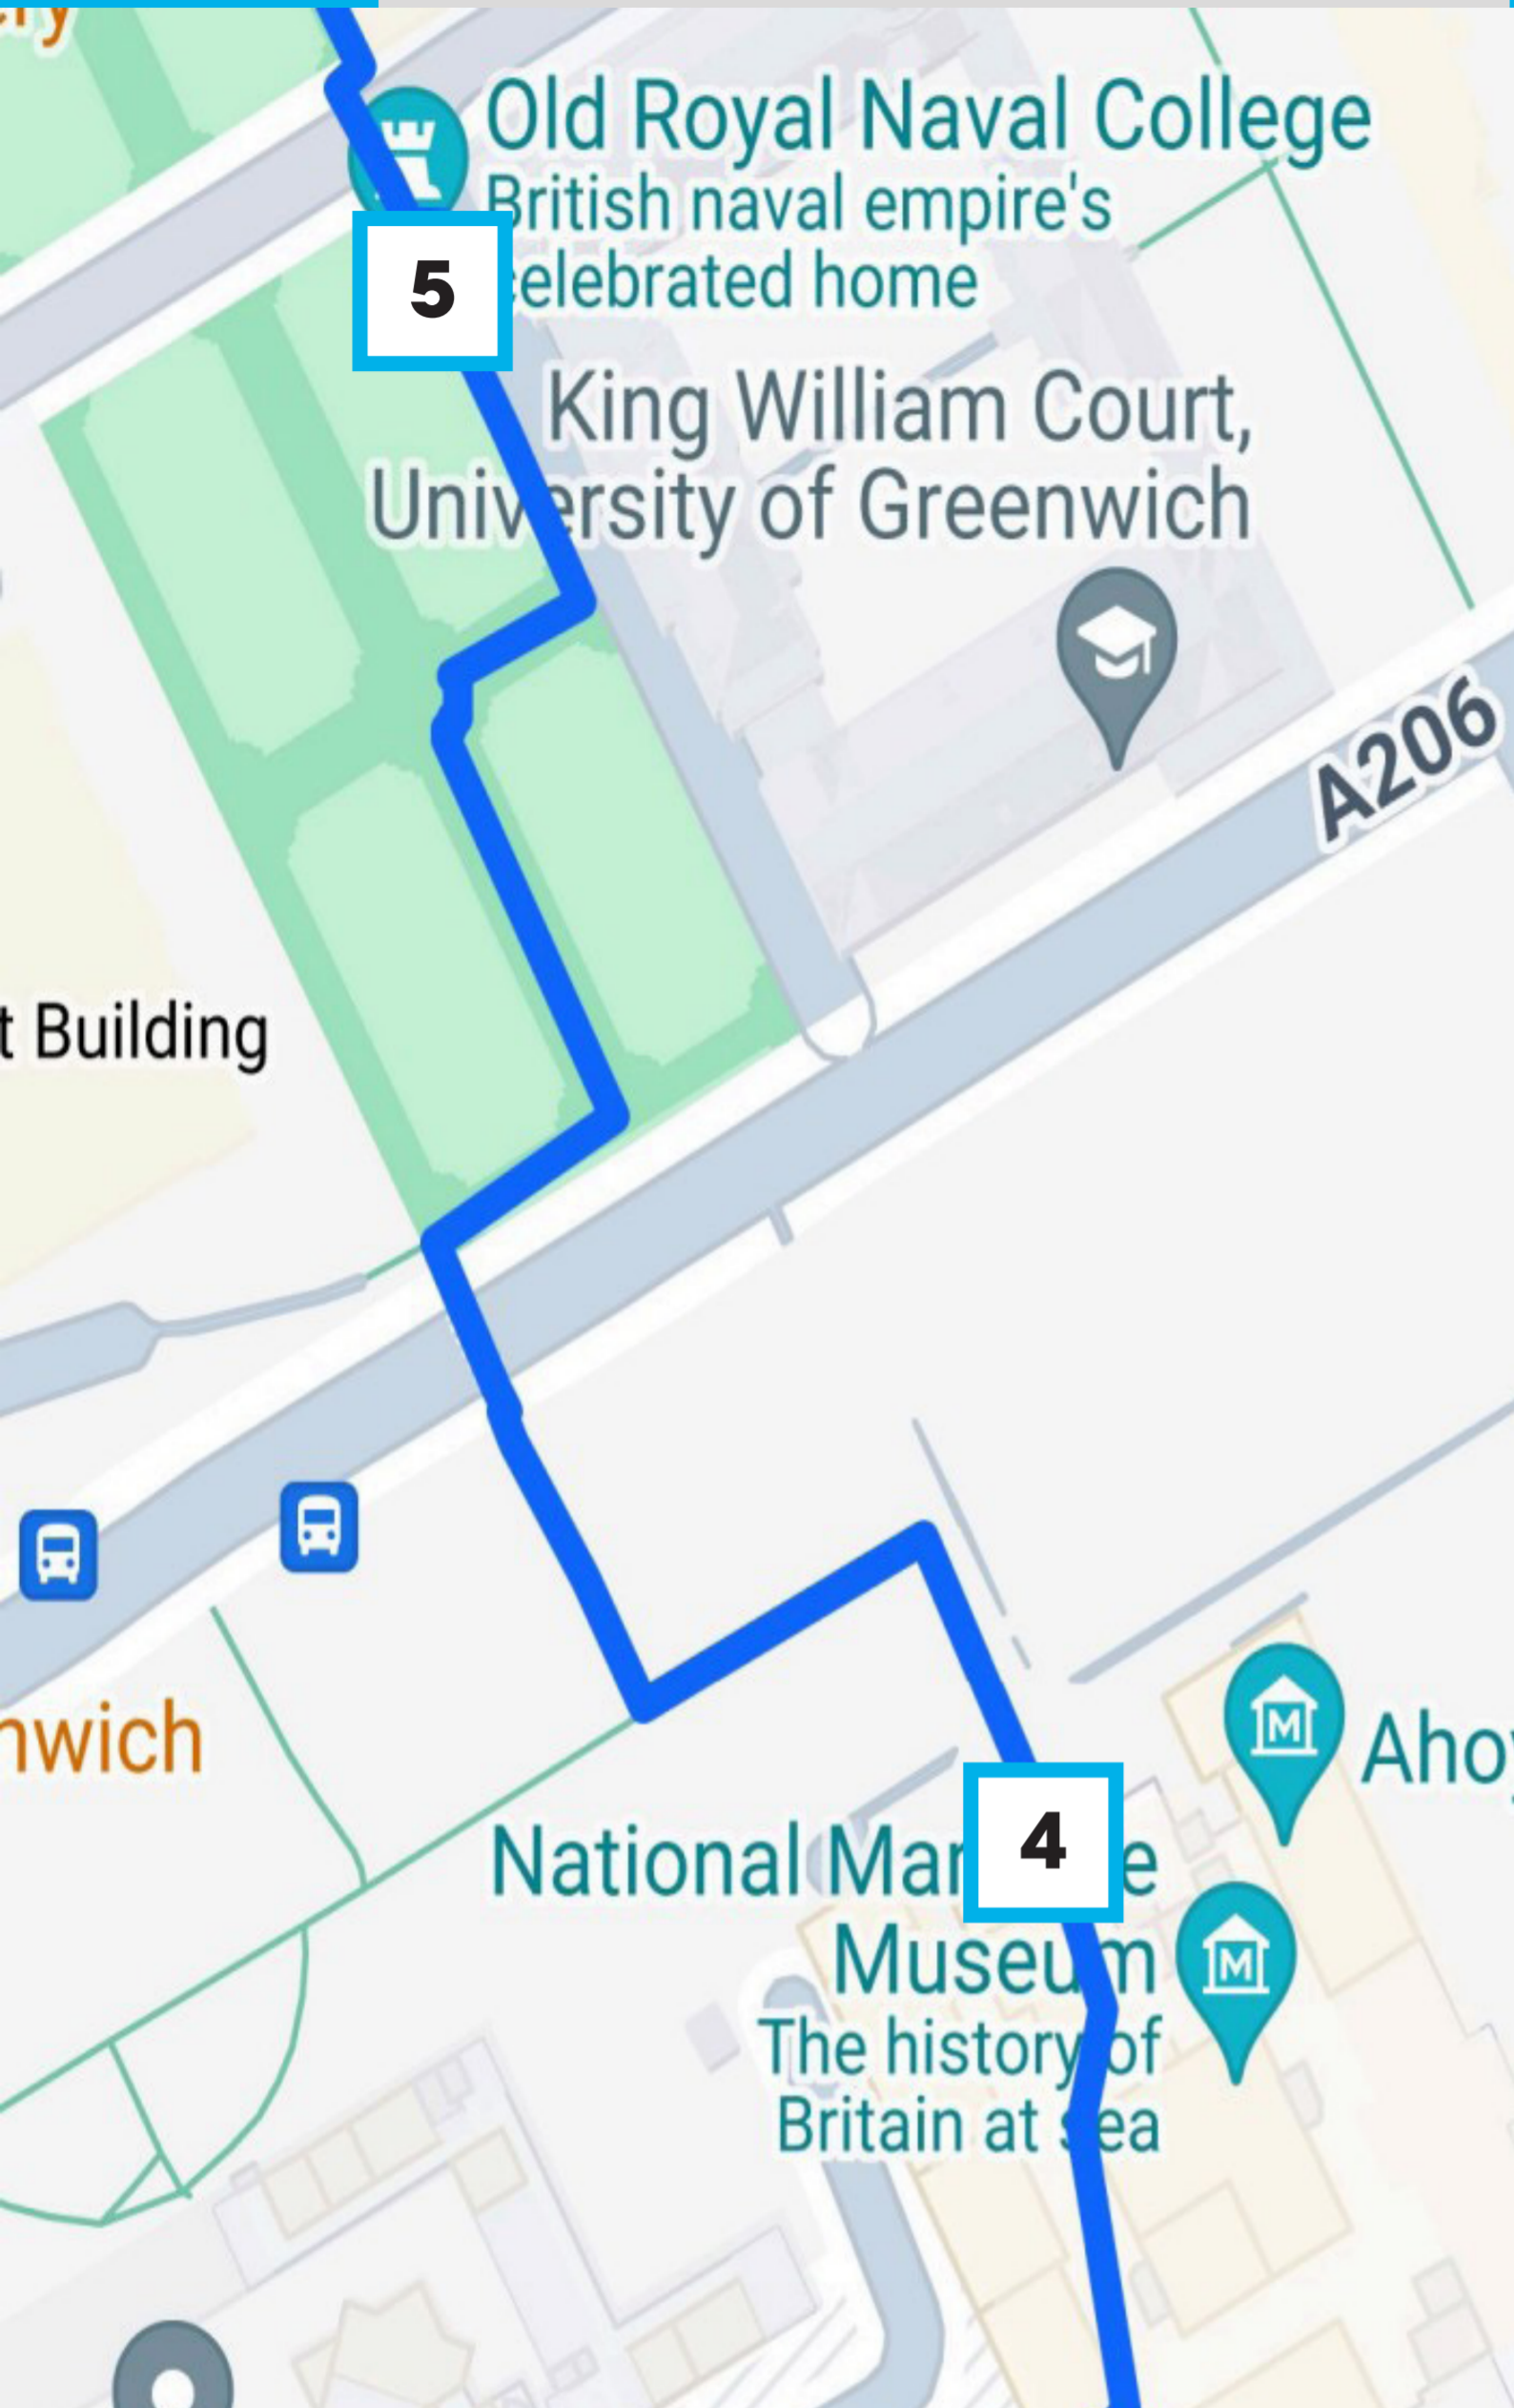 Old Royal Naval College
British naval empire's
celebrated home
5
King William Court,
University of Greenwich
A206
t Building
nwich
Aho
4
National Mar e
Museum
The history of
Britain at sea